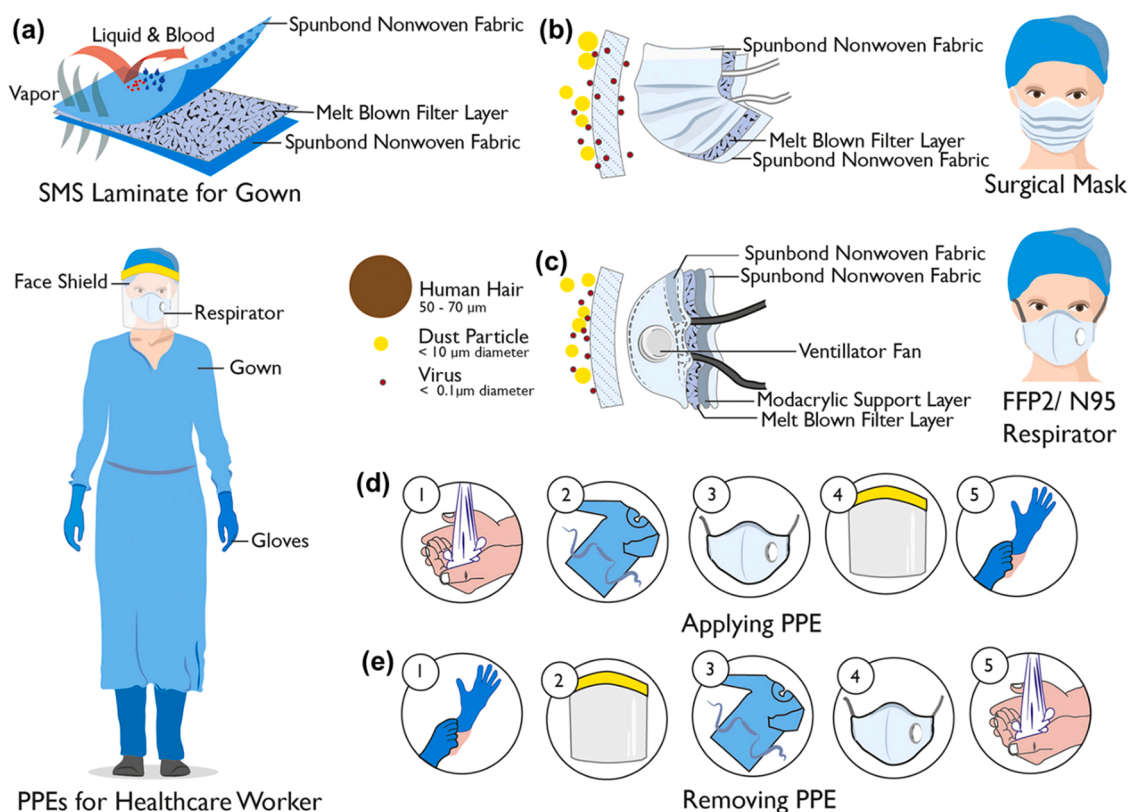 (a)
Liquid & Blood
Spunbond Nonwoven Fabric
Vapor
Melt Blown Filter Layer
Spunbond Nonwoven Fabric
SMS Laminate for Gown
(b)
Spunbond Nonwoven Fabric
Melt Blown Filter Layer
Spunbond Nonwoven Fabric
Surgical Mask
Face Shield
Respirator
Gown
Gloves
PPEs for Healthcare Worker
Human Hair
50 - 70 µm
Dust Particle
< 10 µm diameter
Virus
< 0.1µm diameter
(c)
Spunbond Nonwoven Fabric
Spunbond Nonwoven Fabric
Ventillator Fan
Modacrylic Support Layer
Melt Blown Filter Layer
FFP2/ N95
Respirator
(d)
1
2
3
4
5
Applying PPE
(e)
1
2
3
4
5
Removing PPE